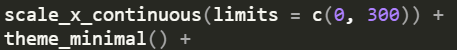 scale_x_continuous(limits = c(0, 300)) +
theme_minimal() +